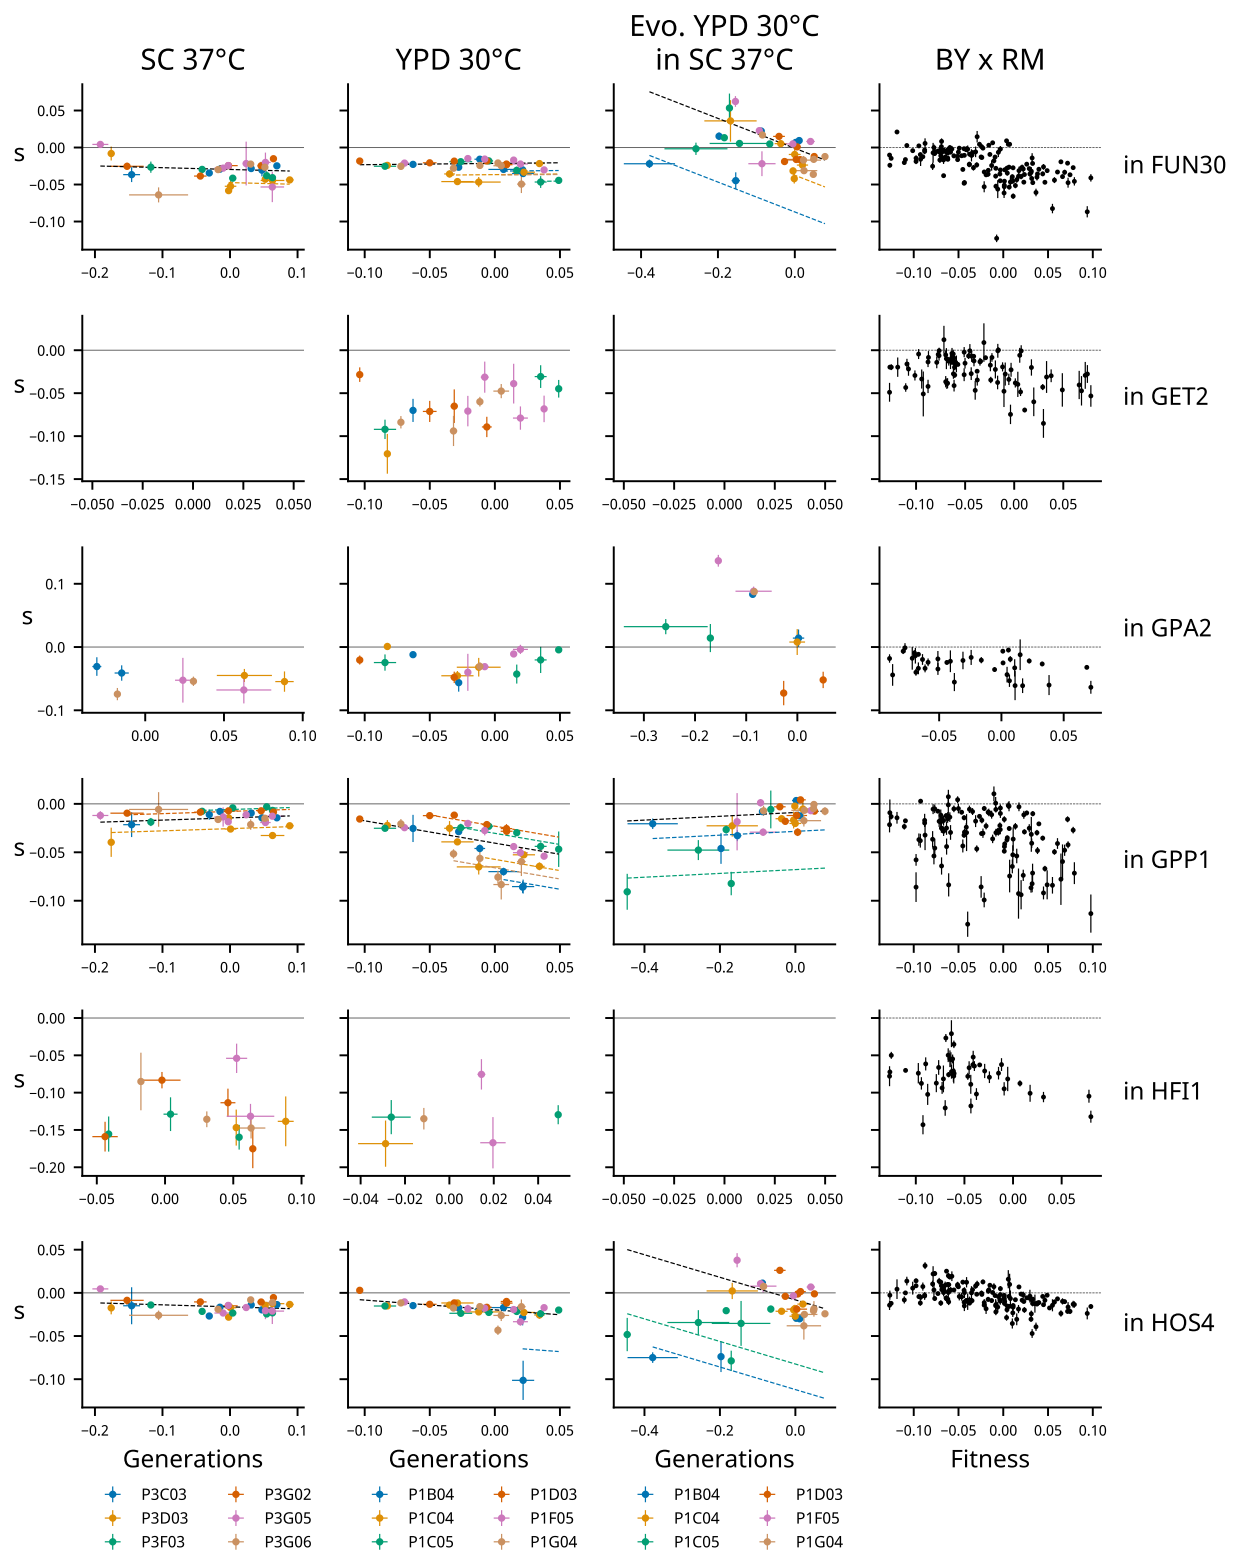 SC 37°C
YPD 30°C
Evo. YPD 30°C
in SC 37°C
BY x RM
s
0.05
0.00
−0.05
−0.10
−0.2 −0.1 0.0 0.1
−0.10 −0.05 0.00 0.05
−0.4 −0.2 0.0
−0.10 −0.05 0.00 0.05 0.10
in FUN30
s
0.00
−0.05
−0.10
−0.15
−0.050 −0.025 0.000 0.025 0.050
−0.10 −0.05 0.00 0.05
−0.050 −0.025 0.000 0.025 0.050
−0.10 −0.05 0.00 0.05
in GET2
s
0.1
0.0
−0.1
0.00 0.05 0.10
−0.10 −0.05 0.00 0.05
−0.3 −0.2 −0.1 0.0
−0.05 0.00 0.05
in GPA2
s
0.00
−0.05
−0.10
−0.2 −0.1 0.0 0.1
−0.10 −0.05 0.00 0.05
−0.4 −0.2 0.0
−0.10 −0.05 0.00 0.05 0.10
in GPP1
s
0.00
−0.05
−0.10
−0.15
−0.20
−0.05 0.00 0.05 0.10
−0.04 −0.02 0.00 0.02 0.04
−0.050 −0.025 0.000 0.025 0.050
−0.10 −0.05 0.00 0.05
in HFI1
s
0.05
0.00
−0.05
−0.10
−0.2 −0.1 0.0 0.1
−0.10 −0.05 0.00 0.05
−0.4 −0.2 0.0
−0.10 −0.05 0.00 0.05 0.10
in HOS4
Generations
Generations
Generations
Fitness
P3C03 P3G02
P3D03 P3G05
P3F03 P3G06
P1B04 P1D03
P1C04 P1F05
P1C05 P1G04
P1B04 P1D03
P1C04 P1F05
P1C05 P1G04